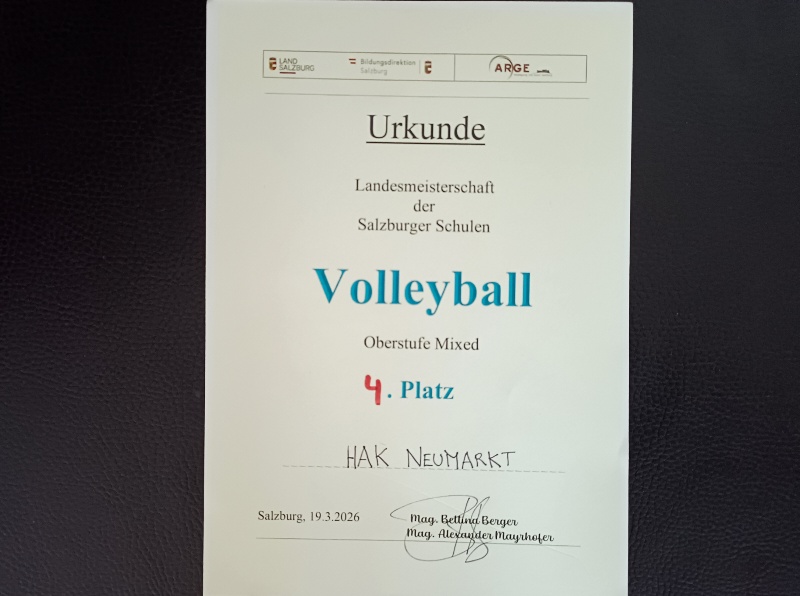 LAND
SALZBURG
Bildungsdirektion
Salzburg
ARGE
Urkunde
Landesmeisterschaft
der
Salzburger Schulen
Volleyball
Oberstufe Mixed
4. Platz
HAK NEUMARKT
Salzburg, 19.3.2026
Mag. Bettina Berger
Mag. Alexander Mayrhofer